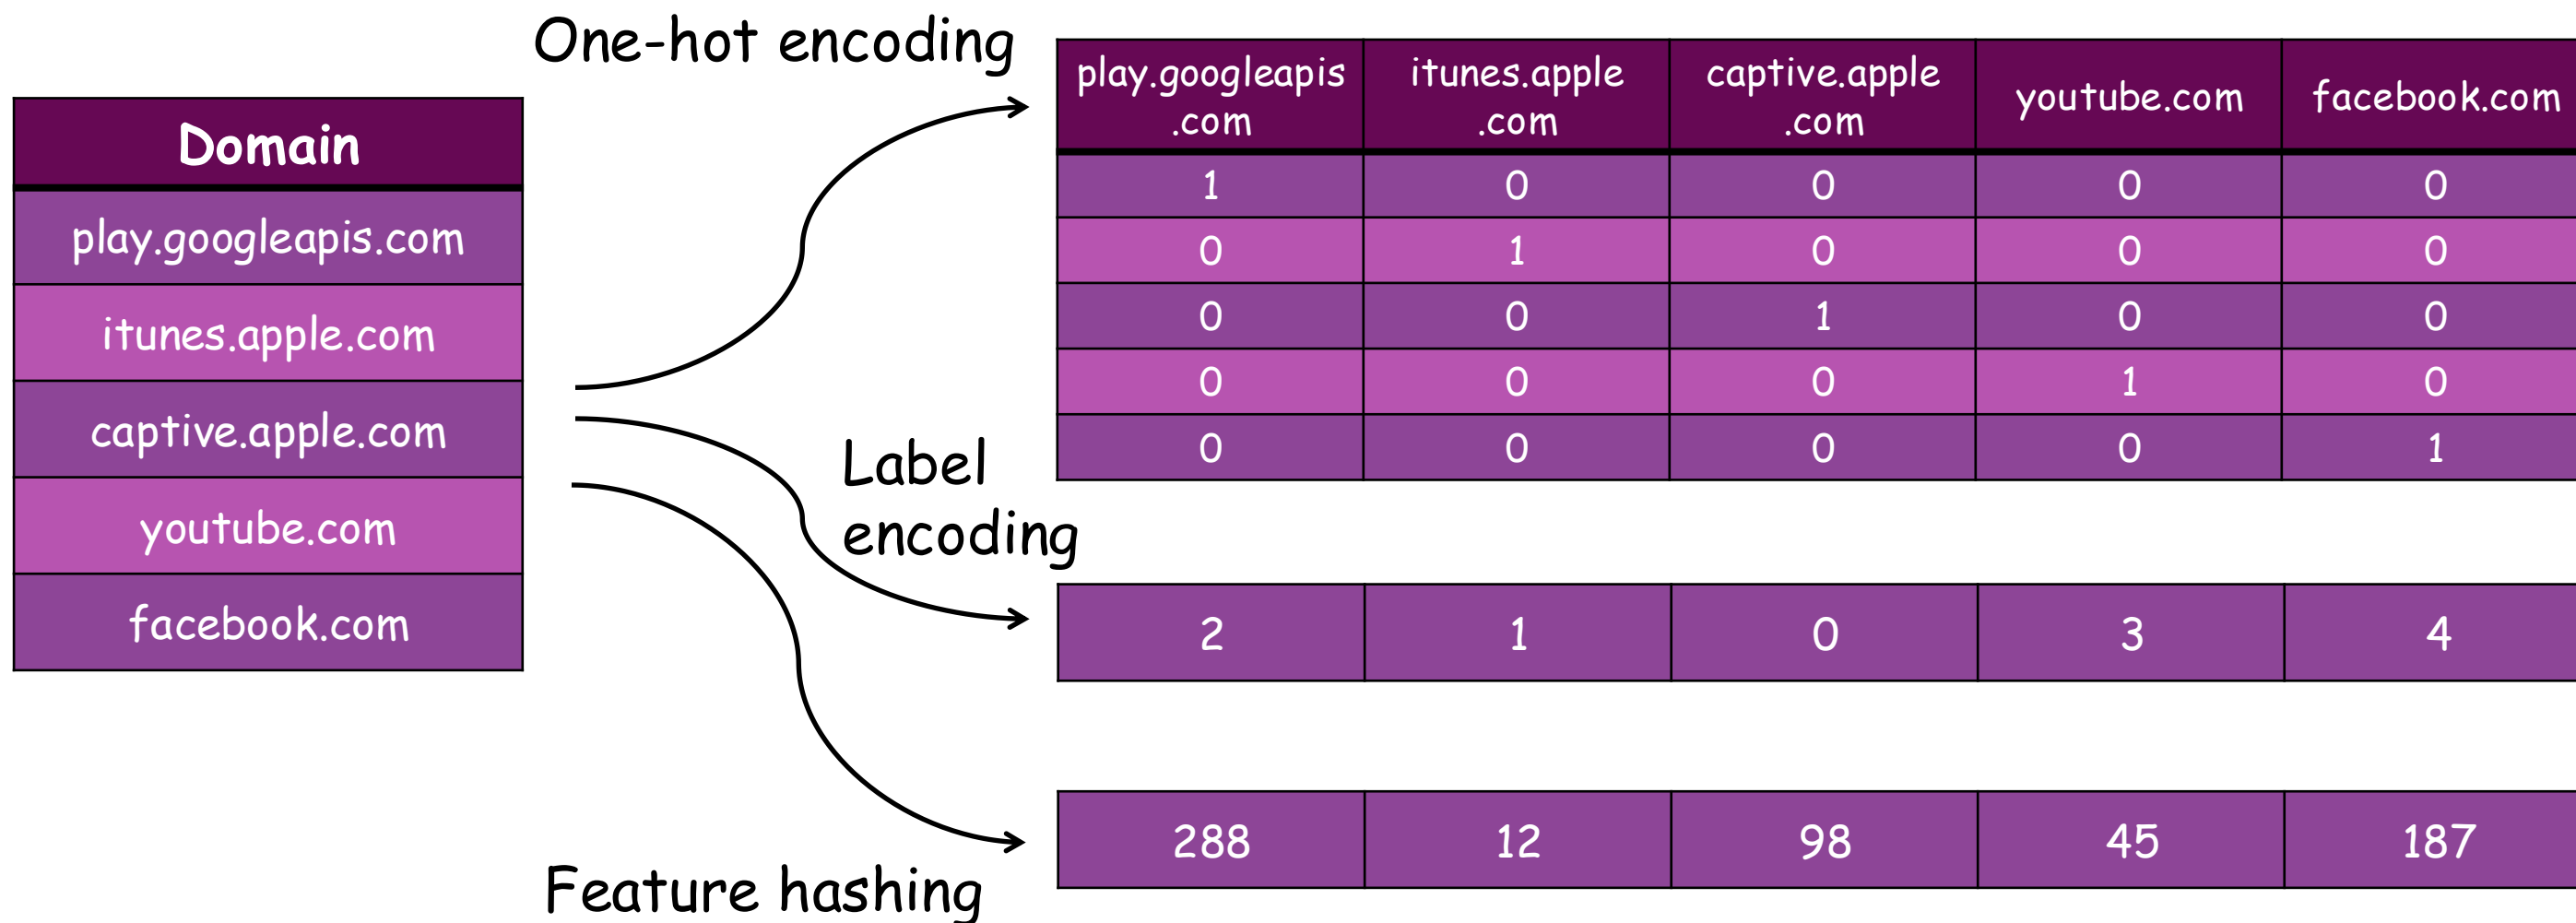 One-hot encoding
Domain
play.googleapis.com
itunes.apple.com
captive.apple.com
youtube.com
facebook.com
play.googleapis
.com
itunes.apple
.com
captive.apple
.com
youtube.com
facebook.com
1 0 0 0 0
0 1 0 0 0
0 0 1 0 0
0 0 0 1 0
0 0 0 0 1
Label
encoding
2 1 0 3 4
Feature hashing
288 12 98 45 187